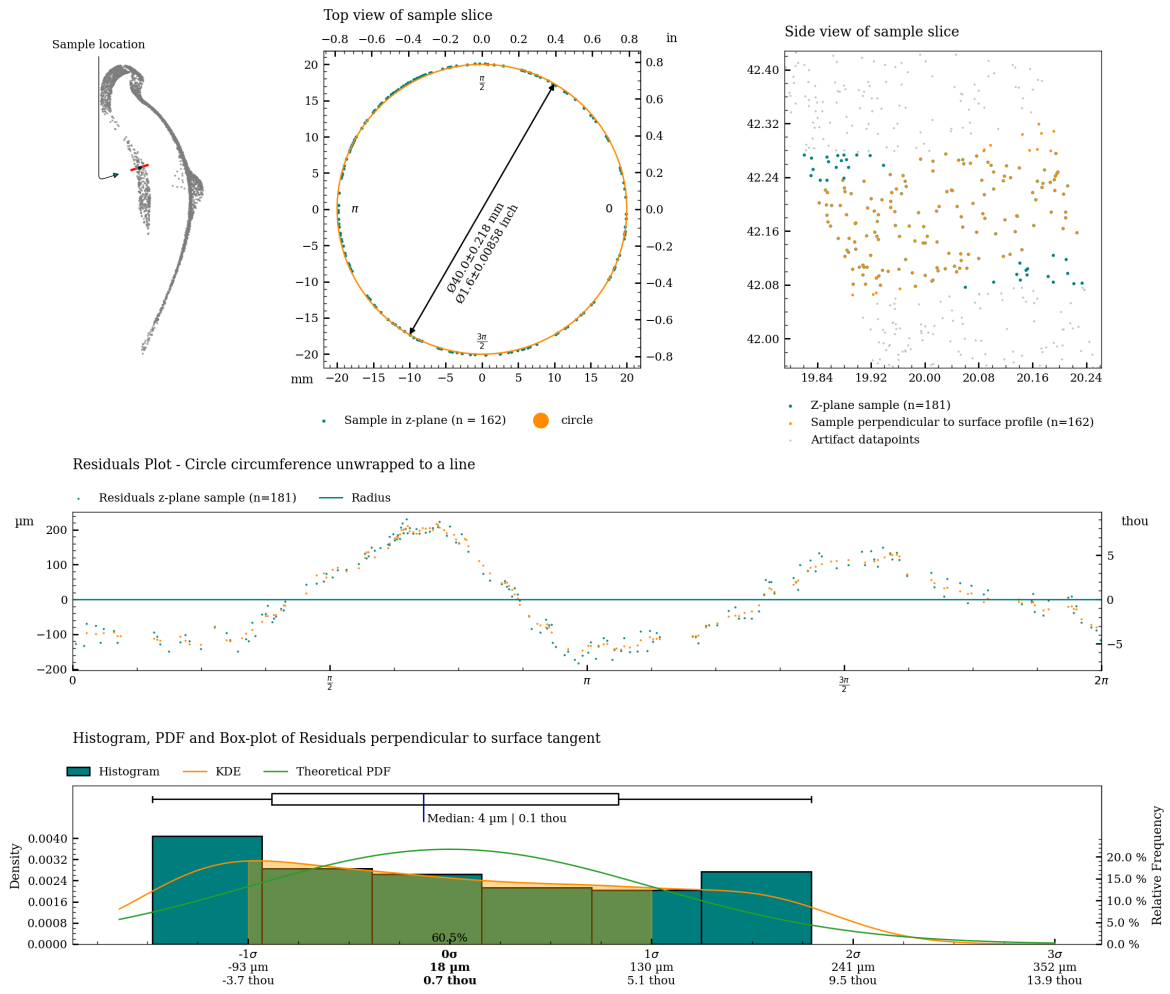 Sample location
Top view of sample slice
−0.8 −0.6 −0.4 −0.2 0.0 0.2 0.4 0.6 0.8 in
20
15
10
5
0
−5
−10
−15
−20
mm
0.8
0.6
0.4
0.2
0.0
−0.2
−0.4
−0.6
−0.8
π/2
π
0
3π/2
Ø40.0±0.218 mm
Ø1.6±0.00858 inch
−20 −15 −10 −5 0 5 10 15 20
Sample in z-plane (n = 162)
circle
Side view of sample slice
42.40
42.32
42.24
42.16
42.08
42.00
19.84 19.92 20.00 20.08 20.16 20.24
Z-plane sample (n=181)
Sample perpendicular to surface profile (n=162)
Artifact datapoints
Residuals Plot - Circle circumference unwrapped to a line
Residuals z-plane sample (n=181)
Radius
µm
thou
200
100
0
−100
−200
5
0
−5
0 π/2 π 3π/2 2π
Histogram, PDF and Box-plot of Residuals perpendicular to surface tangent
Histogram
KDE
Theoretical PDF
Median: 4 µm | 0.1 thou
Density
0.0040
0.0032
0.0024
0.0016
0.0008
0.0000
Relative Frequency
20.0 %
15.0 %
10.0 %
5.0 %
0.0 %
60.5%
-1σ 0σ 1σ 2σ 3σ
-93 µm 18 µm 130 µm 241 µm 352 µm
-3.7 thou 0.7 thou 5.1 thou 9.5 thou 13.9 thou